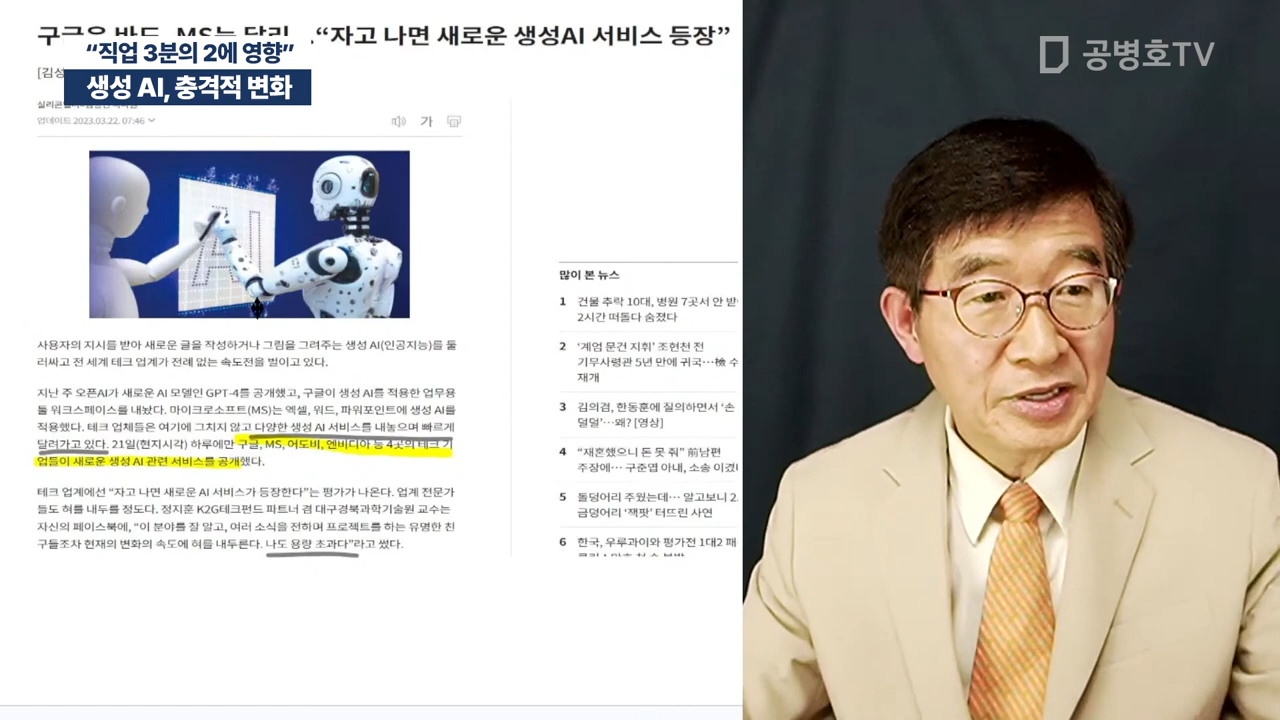 “자고 나면 새로운 생성AI 서비스 등장”
“직업 3분의 2에 영향”
생성 AI, 충격적 변화
공병호TV
업데이트 2023.03.22. 07:46
가
AI
사용자의 지시를 받아 새로운 글을 작성하거나 그림을 그려주는 생성 AI(인공지능)를 둘
러싸고 전 세계 테크 업계가 전례 없는 속도전을 벌이고 있다.
지난 주 오픈AI가 새로운 AI 모델인 GPT-4를 공개했고, 구글이 생성 AI를 적용한 업무용
툴 워크스페이스를 내놨다. 마이크로소프트(MS)는 엑셀, 워드, 파워포인트에 생성 AI를
적용했다. 테크 업체들은 여기에 그치지 않고 다양한 생성 AI 서비스를 내놓으며 빠르게
달려가고 있다. 21일(현지시각) 하루에만 구글, MS, 어도비, 엔비디아 등 4곳의 테크 기
업들이 새로운 생성 AI 관련 서비스를 공개했다.
테크 업계에선 “자고 나면 새로운 AI 서비스가 등장한다”는 평가가 나온다. 업계 전문가
들도 혀를 내두를 정도다. 정지훈 K2G테크펀드 파트너 겸 대구경북과학기술원 교수는
자신의 페이스북에, “이 분야를 잘 알고, 여러 소식을 전하며 프로젝트를 하는 유명한 친
구들조차 현재의 변화의 속도에 혀를 내두른다. 나도 용량 초과다”라고 썼다.
많이 본 뉴스
1 건물 추락 10대, 병원 7곳서 안 받
2시간 떠돌다 숨졌다
2 ‘계엄 문건 지휘’ 조현천 전
기무사령관 5년 만에 귀국…檢 수
재개
3 김의겸, 한동훈에 질의하면서 ‘손
덜덜’…왜? [영상]
4 “재혼했으니 돈 못 줘” 前남편
주장에… 구준엽 아내, 소송 이겼
5 돌덩어리 주웠는데… 알고보니 2.
금덩어리 ‘잭팟’ 터뜨린 사연
6 한국, 우루과이와 평가전 1대2 패